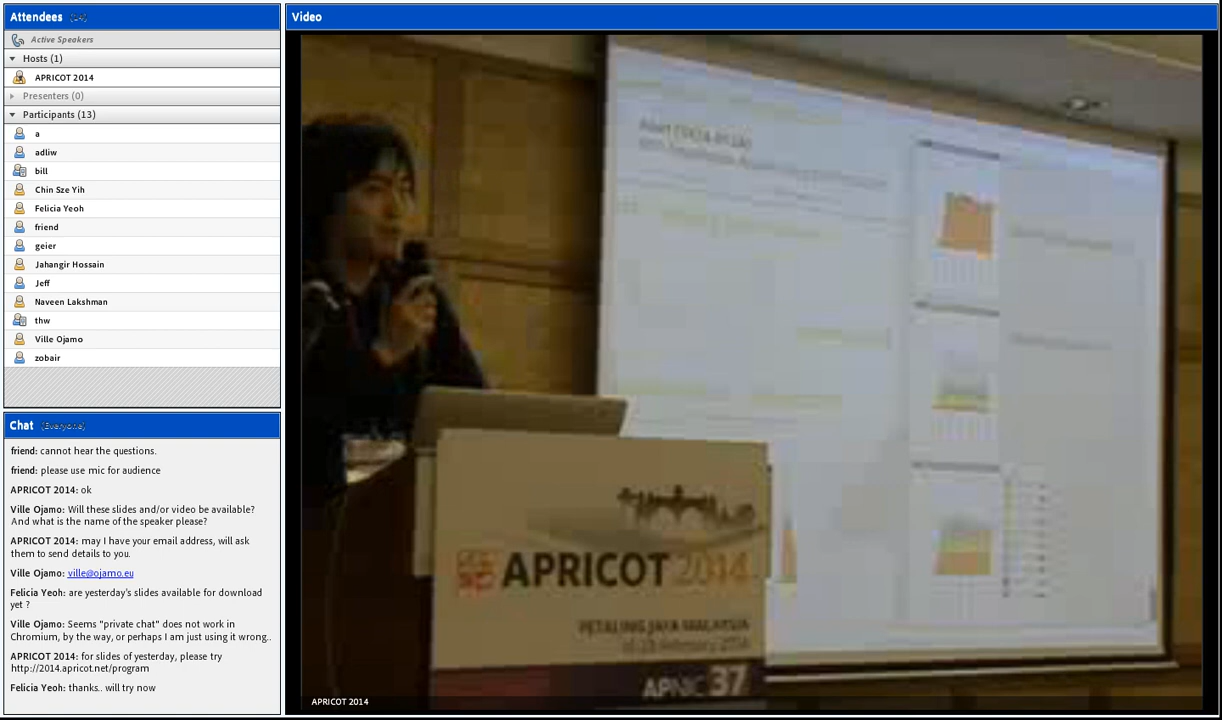 Attendees (14)
Active Speakers
Hosts (1)
APRICOT 2014
Presenters (0)
Participants (13)
a
adliw
bill
Chin Sze Yih
Felicia Yeoh
friend
geier
Jahangir Hossain
Jeff
Naveen Lakshman
thw
Ville Ojamo
zobair
Chat (Everyone)
friend: cannot hear the questions.
friend: please use mic for audience
APRICOT 2014: ok
Ville Ojamo: Will these slides and/or video be available?
And what is the name of the speaker please?
APRICOT 2014: may I have your email address, will ask
them to send details to you.
Ville Ojamo: ville@ojamo.eu
Felicia Yeoh: are yesterday's slides available for download
yet ?
Ville Ojamo: Seems "private chat" does not work in
Chromium, by the way, or perhaps I am just using it wrong..
APRICOT 2014: for slides of yesterday, please try
http://2014.apricot.net/program
Felicia Yeoh: thanks.. will try now
Video
APRICOT 2014
PETALING JAYA MALAYSIA
APNIC 37
APRICOT 2014